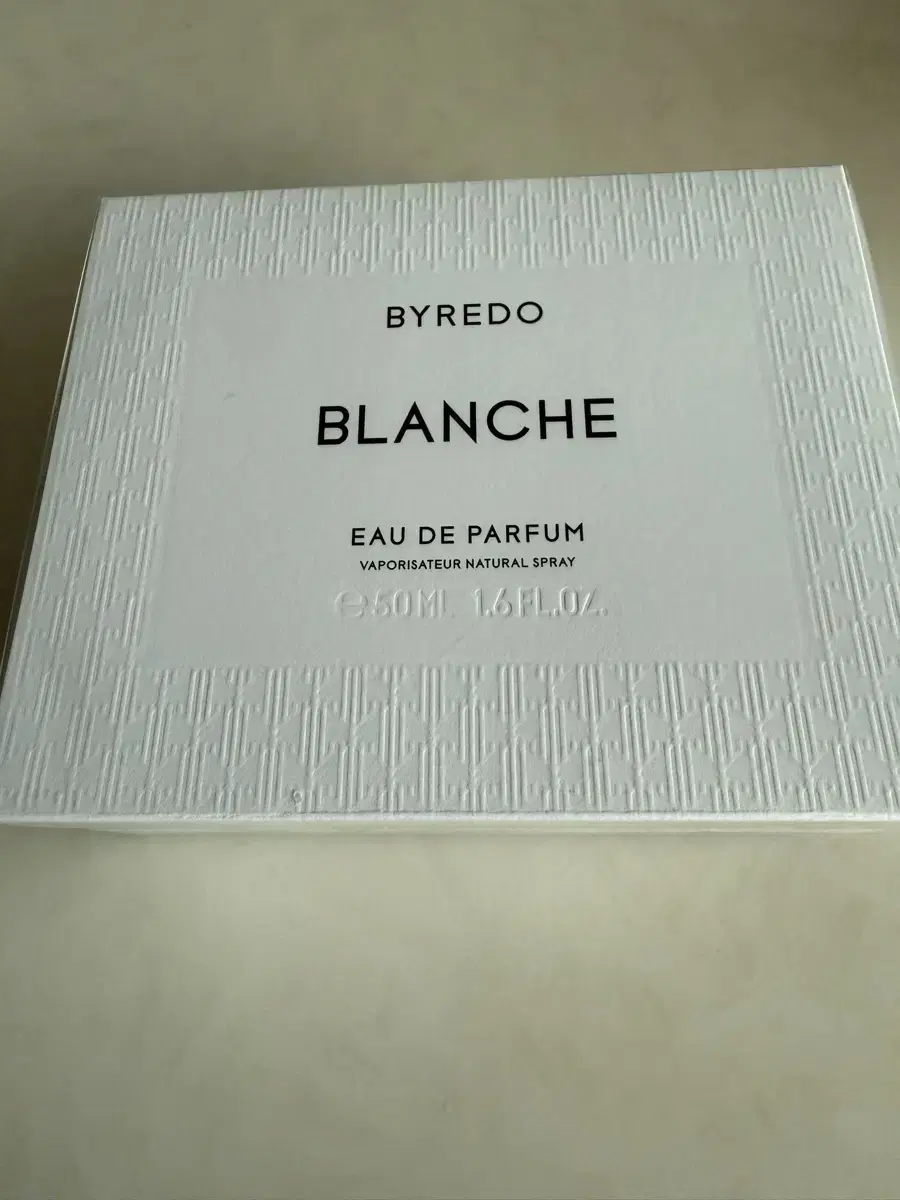 BYREDO
BLANCHE
EAU DE PARFUM
VAPORISATEUR NATURAL SPRAY
℮ 50 ML 1.6 FL.OZ.